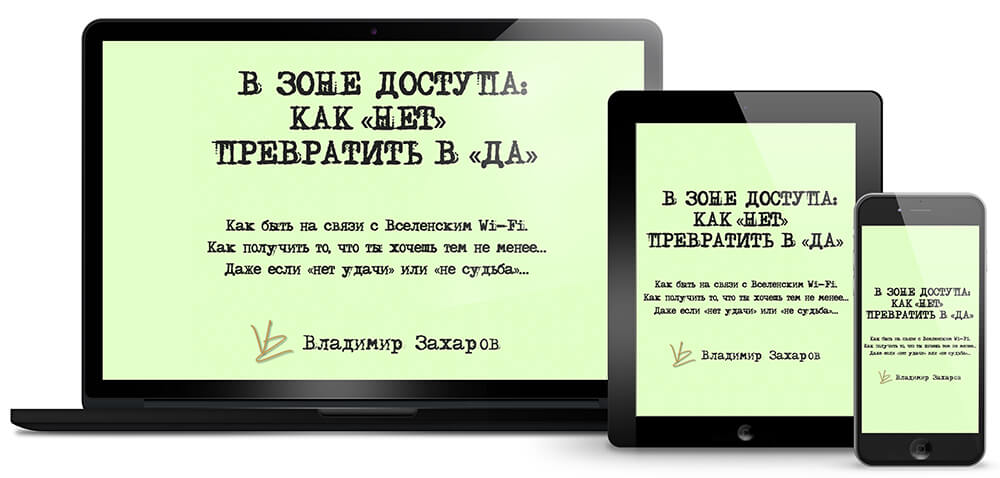 В ЗОНЕ ДОСТУПА:
КАК «НЕТ»
ПРЕВРАТИТЬ В «ДА»
Как быть на связи с Вселенским Wi-Fi.
Как получить то, что ты хочешь тем не менее...
Даже если «нет удачи» или «не судьба»...
Владимир Захаров
В ЗОНЕ ДОСТУПА:
КАК «НЕТ»
ПРЕВРАТИТЬ В «ДА»
Как быть на связи с Вселенским Wi-Fi.
Как получить то, что ты хочешь тем не менее...
Даже если «нет удачи» или «не судьба»...
Владимир Захаров
В ЗОНЕ ДОСТУПА:
КАК «НЕТ»
ПРЕВРАТИТЬ В «ДА»
Как быть на связи с Вселенским Wi-Fi.
Как получить то, что ты хочешь тем не менее...
Даже если «нет удачи» или «не судьба»...
Владимир Захаров